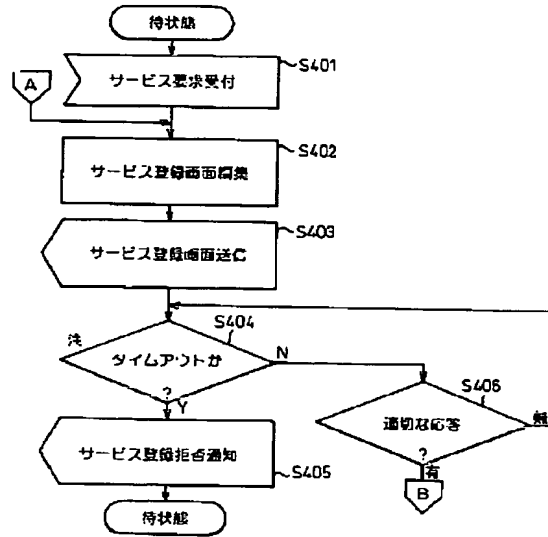 待状態
サービス要求受付
S401
A
サービス登録画面編集
S402
サービス登録画面送信
S403
S404
タイムアウトか
?
N
Y
S406
適切な応答
?
無
有
B
サービス登録拒否通知
S405
待状態